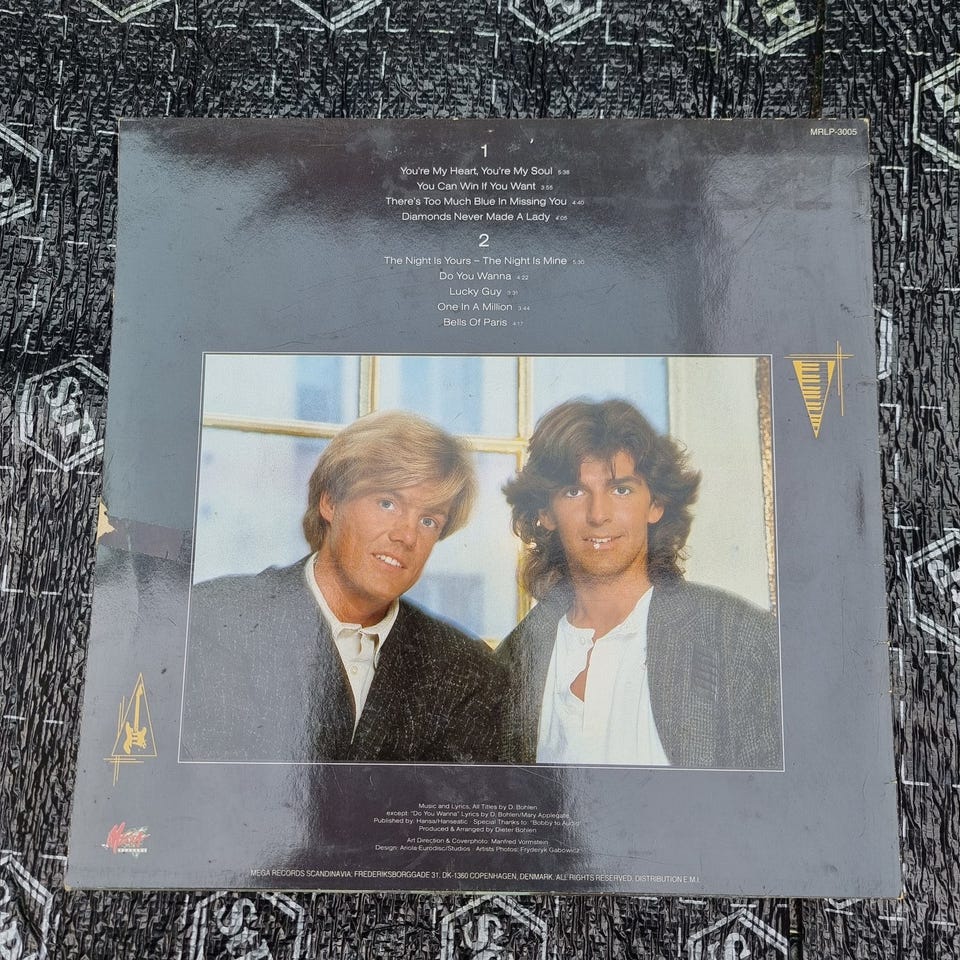 MRLP-3005
1
You're My Heart, You're My Soul 5:38
You Can Win If You Want 3:55
There's Too Much Blue In Missing You 4:40
Diamonds Never Made A Lady 4:05
2
The Night Is Yours – The Night Is Mine 5:30
Do You Wanna 4:22
Lucky Guy 3:31
One In A Million 3:44
Bells Of Paris 4:17
Music and Lyrics, All Titles by D. Bohlen
except: "Do You Wanna" Lyrics by D. Bohlen/Mary Applegate
Published by: Hansa/Hanseatic · Special Thanks to: "Bobby to Audio"
Produced & Arranged by Dieter Bohlen
Art Direction & Coverphoto: Manfred Vormstein
Design: Ariola Eurodisc/Studios · Artists Photos: Fryderyk Gabowicz
Mega
RECORDS
MEGA RECORDS SCANDINAVIA, FREDERIKSBORGGADE 31, DK-1360 COPENHAGEN, DENMARK. ALL RIGHTS RESERVED. DISTRIBUTION E.M.I.